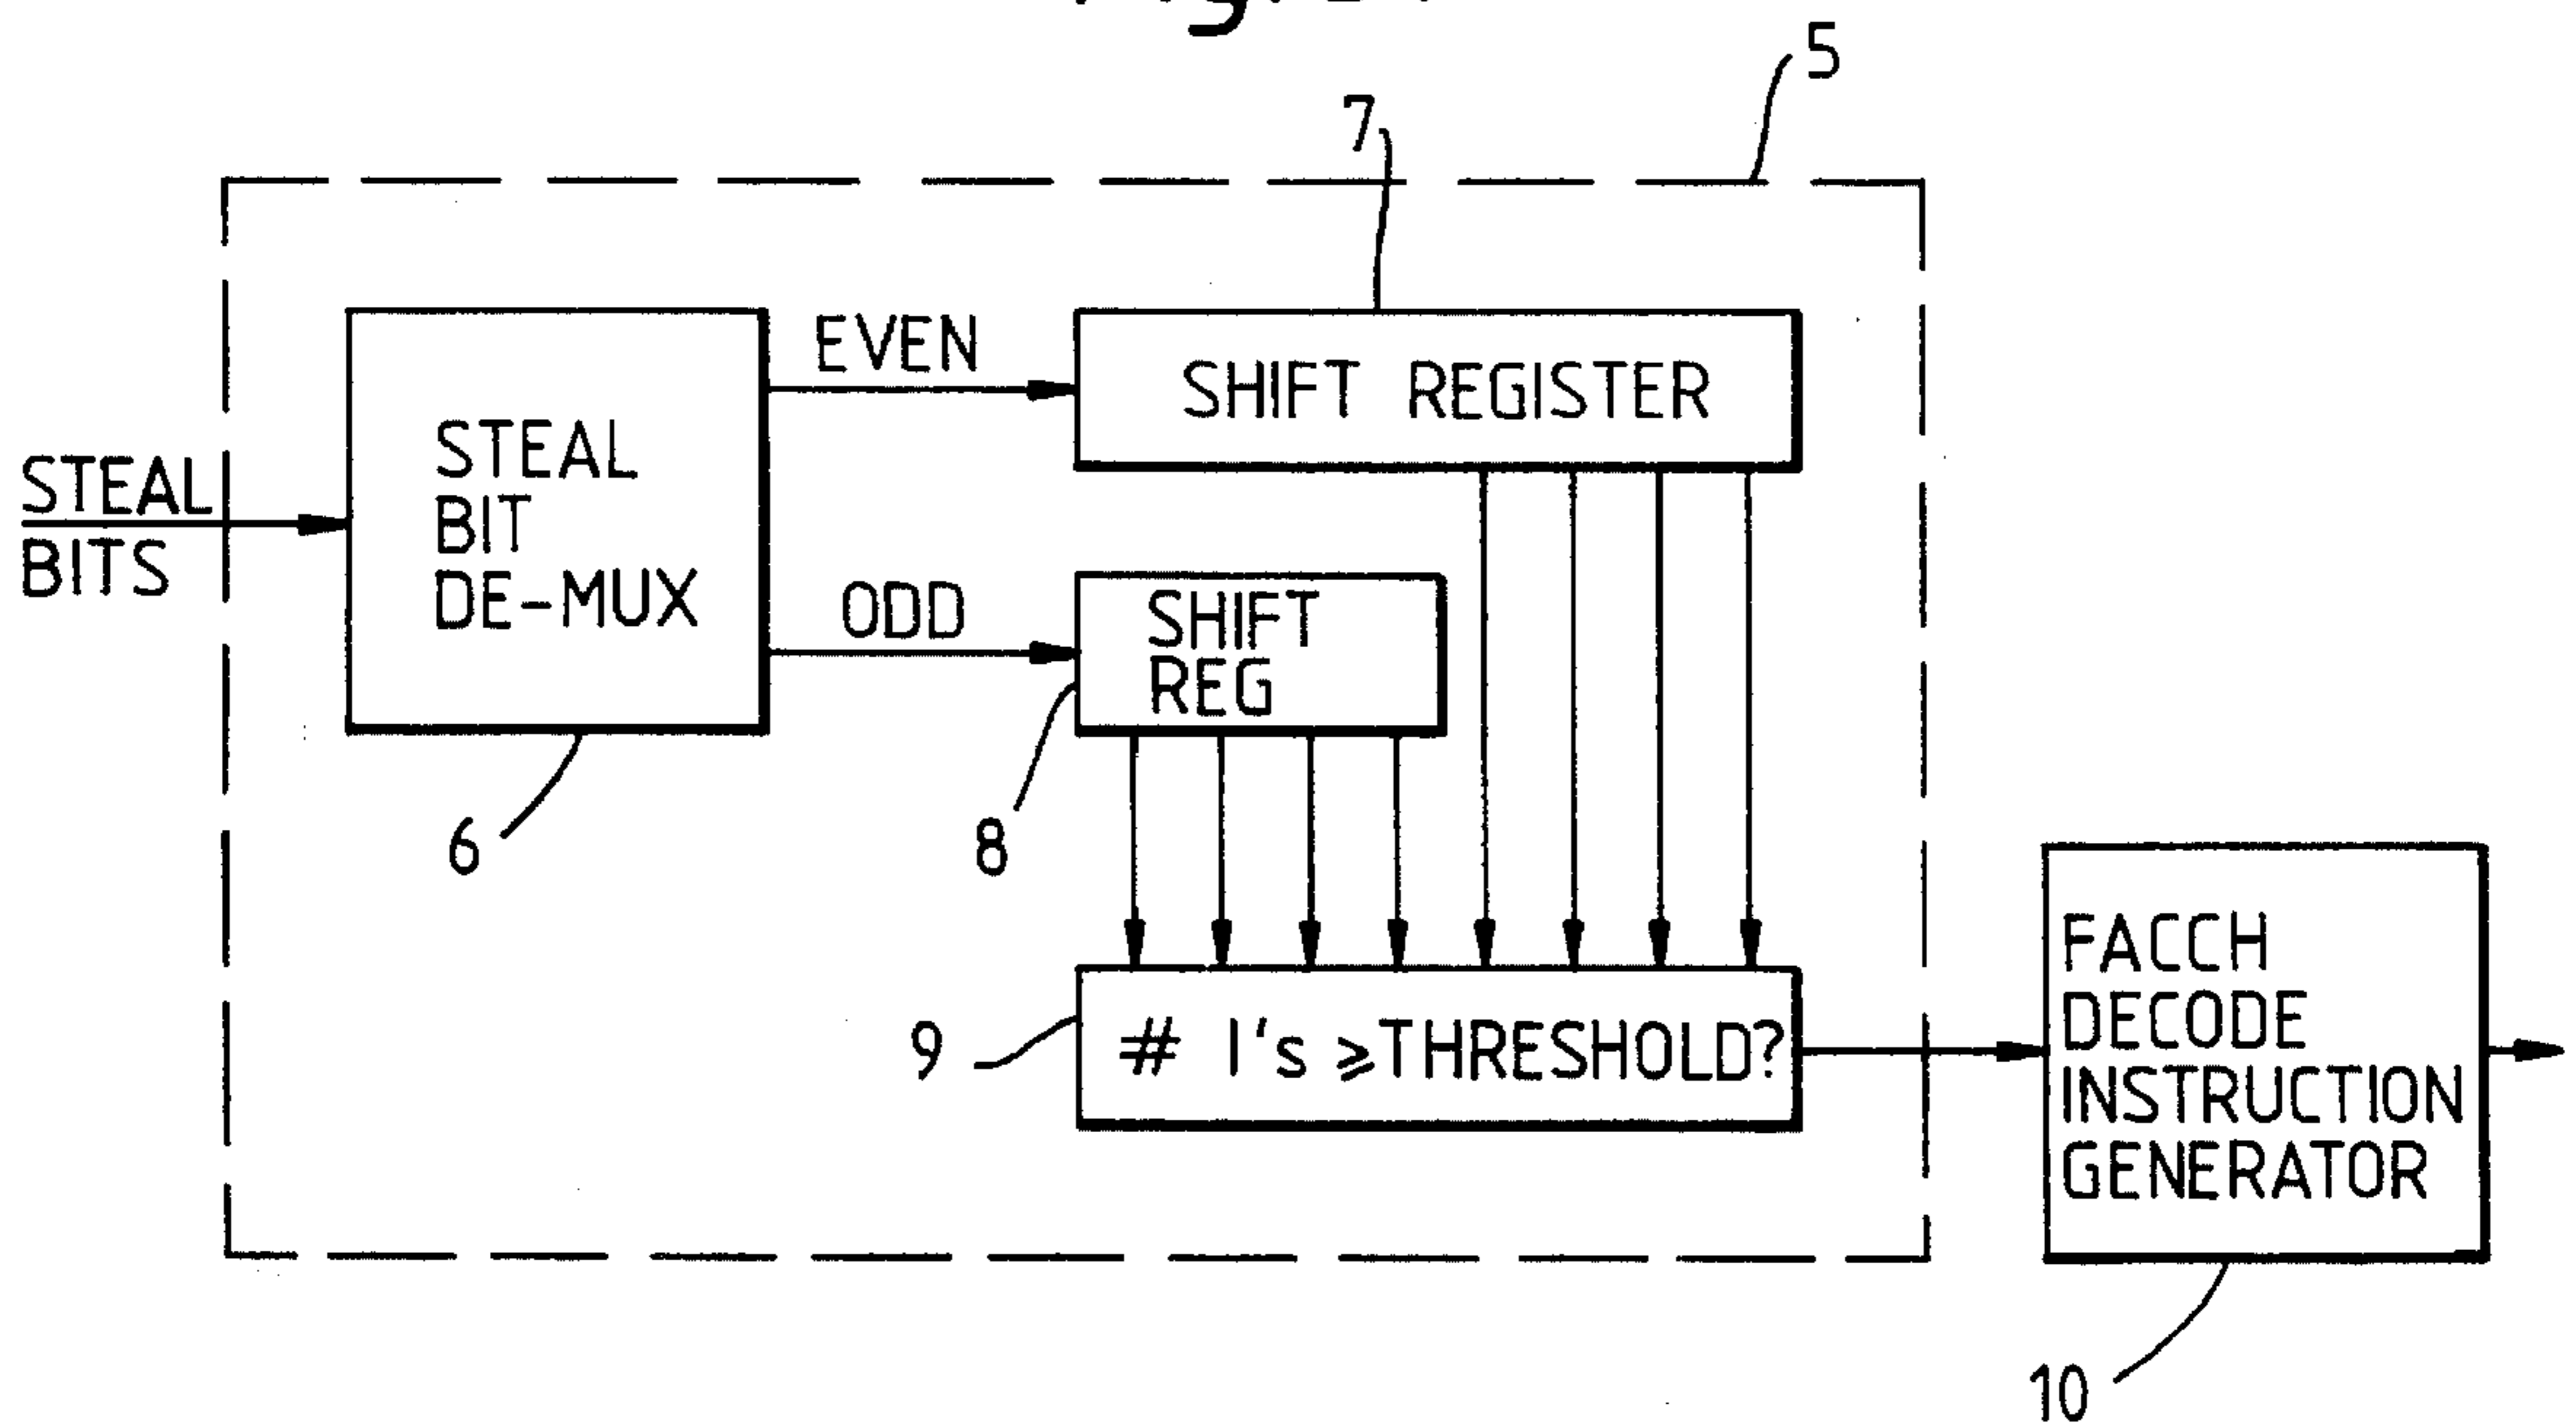 5
7
EVEN
SHIFT REGISTER
STEAL
BIT
DE-MUX
STEAL
BITS
ODD
SHIFT
REG
6
8
9
# 1's ⩾THRESHOLD?
FACCH
DECODE
INSTRUCTION
GENERATOR
10